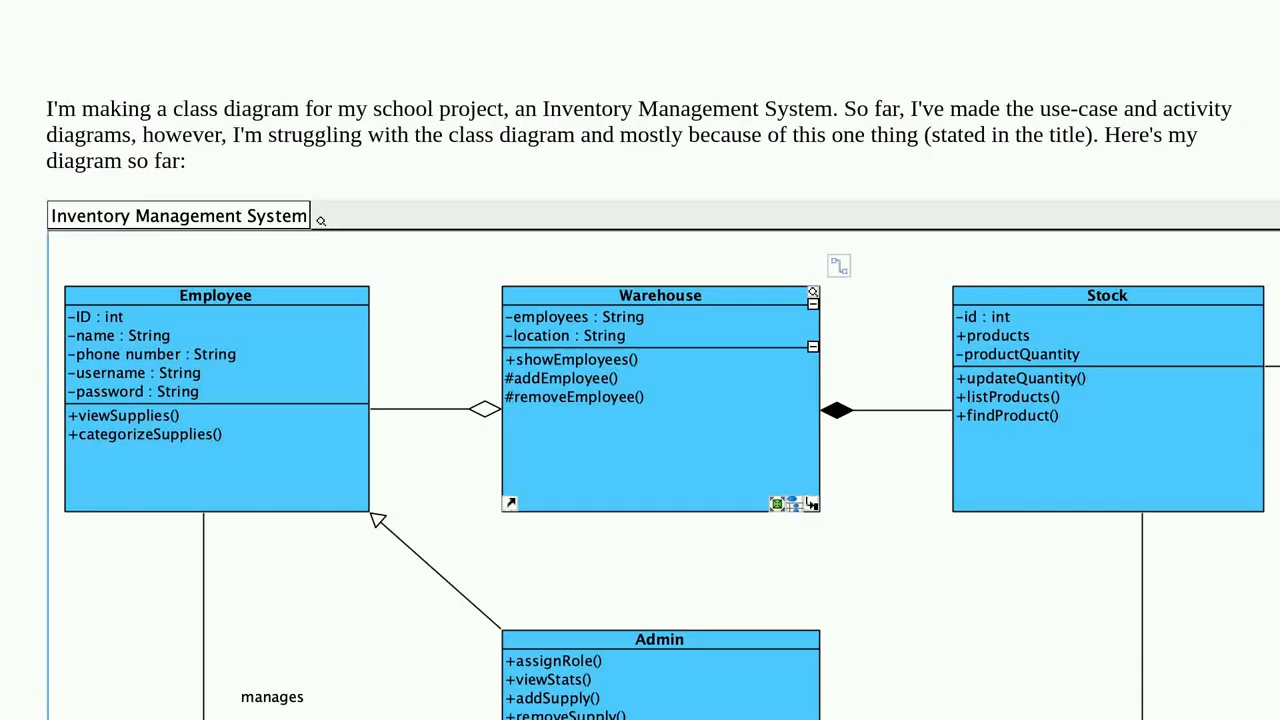 I'm making a class diagram for my school project, an Inventory Management System. So far, I've made the use-case and activity
diagrams, however, I'm struggling with the class diagram and mostly because of this one thing (stated in the title). Here's my
diagram so far:
Inventory Management System
Employee
-ID : int
-name : String
-phone number : String
-username : String
-password : String
+viewSupplies()
+categorizeSupplies()
Warehouse
-employees : String
-location : String
+showEmployees()
#addEmployee()
#removeEmployee()
Stock
-id : int
+products
-productQuantity
+updateQuantity()
+listProducts()
+findProduct()
Admin
+assignRole()
+viewStats()
+addSupply()
+removeSupply()
manages